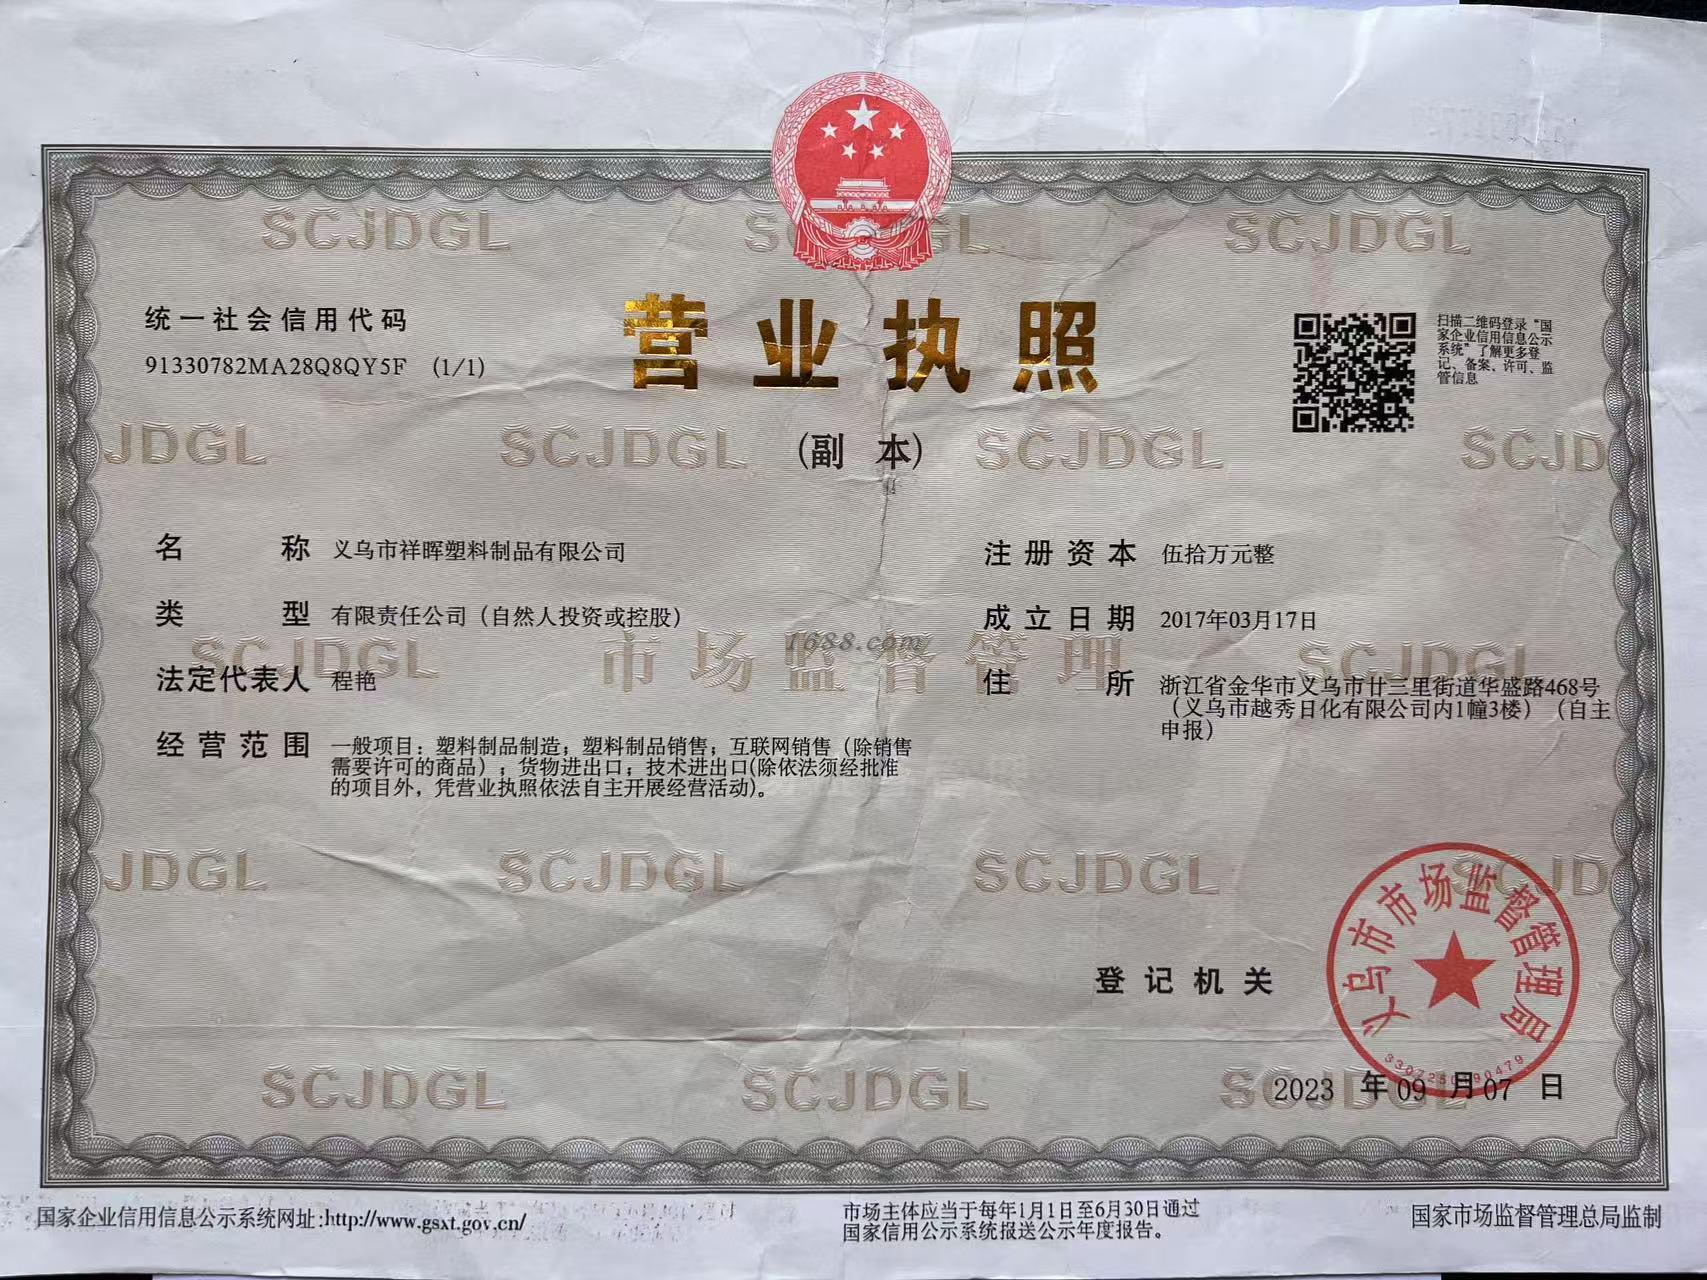 统一社会信用代码
91330782MA28Q8QY5F (1/1)
营业执照
(副 本)
扫描二维码登录“国
家企业信用信息公示
系统”了解更多登
记、备案、许可、监
管信息
名 称 义乌市祥晖塑料制品有限公司
类 型 有限责任公司（自然人投资或控股）
法定代表人 程艳
经营范围 一般项目：塑料制品制造；塑料制品销售；互联网销售（除销售
需要许可的商品）；货物进出口；技术进出口(除依法须经批准
的项目外，凭营业执照依法自主开展经营活动)。
注册资本 伍拾万元整
成立日期 2017年03月17日
住 所 浙江省金华市义乌市廿三里街道华盛路468号
（义乌市越秀日化有限公司内1幢3楼）（自主
申报）
SCJDGL
市场监督管理
1688.com
登记机关
义乌市市场监督管理局
2023 年 09 月 07 日
国家企业信用信息公示系统网址:http://www.gsxt.gov.cn/
市场主体应当于每年1月1日至6月30日通过
国家信用公示系统报送公示年度报告。
国家市场监督管理总局监制